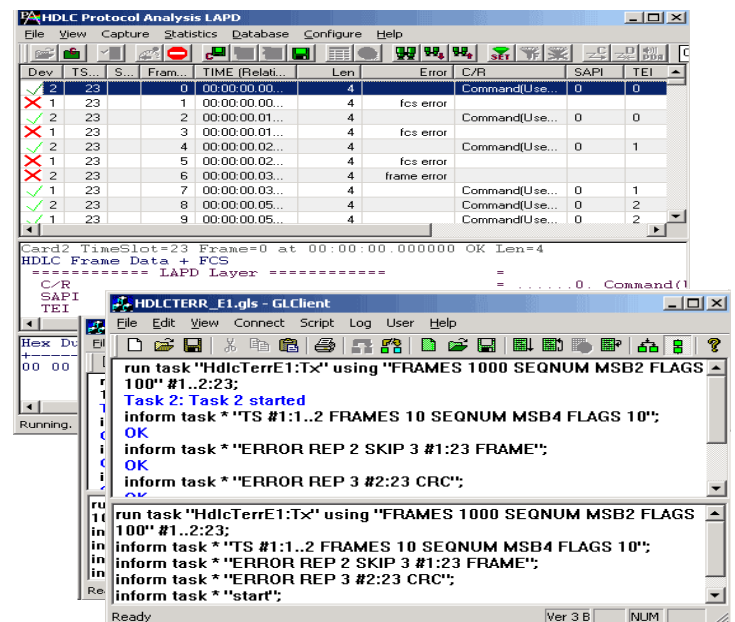 HDLC Protocol Analysis LAPD
File View Capture Statistics Database Configure Help
SET
Dev TS... S... Fram... TIME (Relati... Len Error C/R SAPI TEI
2 23 0 00:00:00.00... 4 Command(Use... 0 0
1 23 1 00:00:00.00... 4 fcs error
2 23 2 00:00:00.01... 4 Command(Use... 0 0
1 23 3 00:00:00.01... 4 fcs error
2 23 4 00:00:00.02... 4 Command(Use... 0 1
1 23 5 00:00:00.02... 4 fcs error
2 23 6 00:00:00.03... 4 frame error
1 23 7 00:00:00.03... 4 Command(Use... 0 1
2 23 8 00:00:00.05... 4 Command(Use... 0 2
1 23 9 00:00:00.05... 4 Command(Use... 0 2
Card2 TimeSlot=23 Frame=0 at 00:00:00.000000 OK Len=4
HDLC Frame Data + FCS
============ LAPD Layer ============ =
C/R = ......0. Command(
SAPI
TEI
Hex Du
00 00
Running.
HDLCTERR_E1.gls - GLClient
File Edit View Connect Script Log User Help
run task "HdlcTerrE1:Tx" using "FRAMES 1000 SEQNUM MSB2 FLAGS
100" #1..2:23;
Task 2: Task 2 started
inform task * "TS #1:1..2 FRAMES 10 SEQNUM MSB4 FLAGS 10";
OK
inform task * "ERROR REP 2 SKIP 3 #1:23 FRAME";
OK
inform task * "ERROR REP 3 #2:23 CRC";
OK
run task "HdlcTerrE1:Tx" using "FRAMES 1000 SEQNUM MSB2 FLAGS
100" #1..2:23;
inform task * "TS #1:1..2 FRAMES 10 SEQNUM MSB4 FLAGS 10";
inform task * "ERROR REP 2 SKIP 3 #1:23 FRAME";
inform task * "ERROR REP 3 #2:23 CRC";
inform task * "start";
Ready Ver 3 B NUM